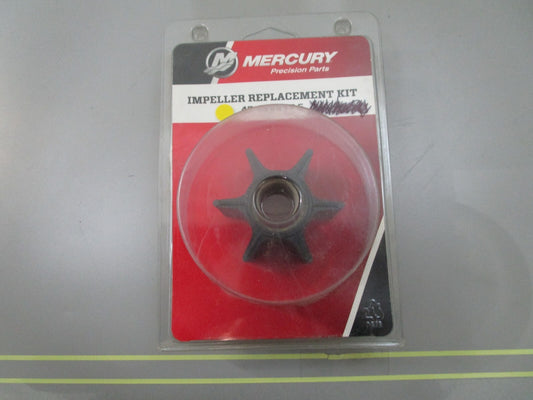 MERCURY
Precision Parts
IMPELLER REPLACEMENT KIT